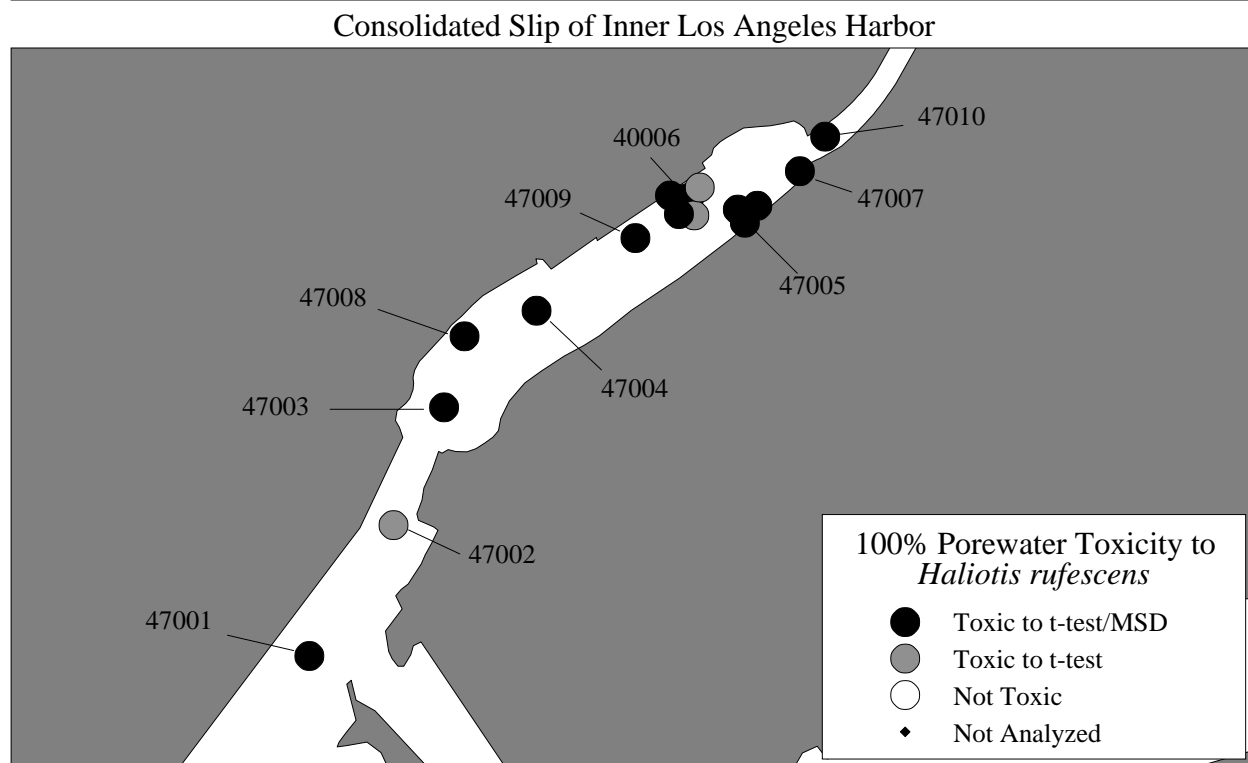 Consolidated Slip of Inner Los Angeles Harbor
47010
40006
47009
47007
47005
47008
47004
47003
47002
47001
100% Porewater Toxicity to
Haliotis rufescens
Toxic to t-test/MSD
Toxic to t-test
Not Toxic
Not Analyzed